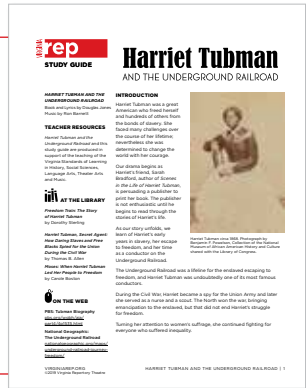 VIRGINIA rep
STUDY GUIDE
Harriet Tubman
AND THE UNDERGROUND RAILROAD
HARRIET TUBMAN AND THE
UNDERGROUND RAILROAD
Book and Lyrics by Douglas Jones
Music by Ron Barnett
TEACHER RESOURCES
Harriet Tubman and the
Underground Railroad and this
study guide are produced in
support of the teaching of the
Virginia Standards of Learning
in History, Social Sciences,
Language Arts, Theater Arts
and Music.
AT THE LIBRARY
Freedom Train: The Story
of Harriet Tubman
by Dorothy Sterling
Harriet Tubman, Secret Agent:
How Daring Slaves and Free
Blacks Spied for the Union
During the Civil War
by Thomas B. Allen
Moses: When Harriet Tubman
Led Her People to Freedom
by Carole Boston
ON THE WEB
PBS: Tubman Biography
National Geographic:
The Underground Railroad
INTRODUCTION
Harriet Tubman was a great
American who freed herself
and hundreds of others from
the bonds of slavery. She
faced many challenges over
the course of her lifetime;
nevertheless she was
determined to change the
world with her courage.
Our drama begins as
Harriet's friend, Sarah
Bradford, author of Scenes
in the Life of Harriet Tubman,
is persuading a publisher to
print her book. The publisher
is not enthusiastic until he
begins to read through the
stories of Harriet's life.
As our story unfolds, we
learn of Harriet's early
years in slavery, her escape
to freedom, and her time
as a conductor on the
Underground Railroad.
Harriet Tubman circa 1868. Photograph by
Benjamin F. Powelson. Collection of the National
Museum of African American History and Culture
shared with the Library of Congress.
The Underground Railroad was a lifeline for the enslaved escaping to
freedom, and Harriet Tubman was undoubtedly one of its most famous
conductors.
During the Civil War, Harriet became a spy for the Union Army and later
she served as a nurse and a scout. The North won the war, bringing
emancipation to the enslaved, but that did not end Harriet's struggle
for freedom.
Turning her attention to women's suffrage, she continued fighting for
everyone who suffered inequality.
VIRGINIAREP.ORG
©2019 Virginia Repertory Theatre
HARRIET TUBMAN AND THE UNDERGROUND RAILROAD | 1